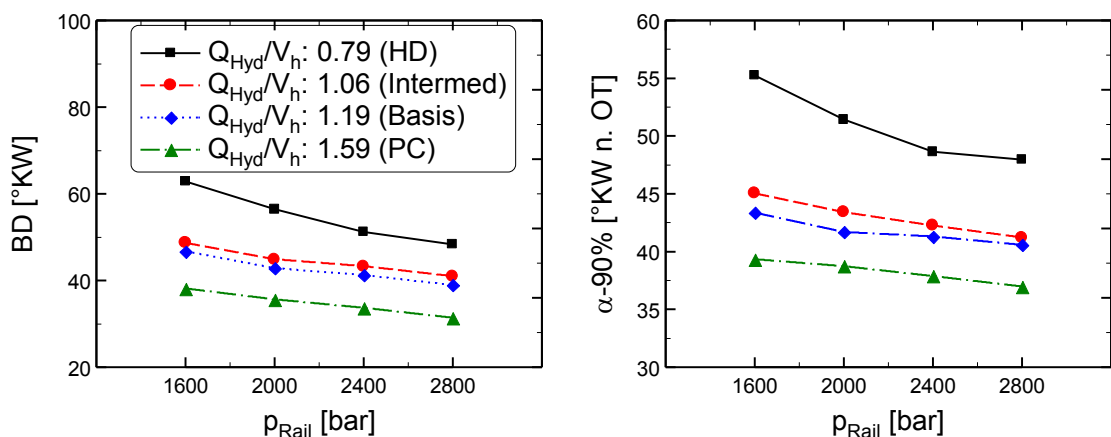 100
80
60
40
20
BD [°KW]
Q_Hyd/V_h: 0.79 (HD)
Q_Hyd/V_h: 1.06 (Intermed)
Q_Hyd/V_h: 1.19 (Basis)
Q_Hyd/V_h: 1.59 (PC)
1600 2000 2400 2800
p_Rail [bar]
60
55
50
45
40
35
30
α-90% [°KW n. OT]
1600 2000 2400 2800
p_Rail [bar]